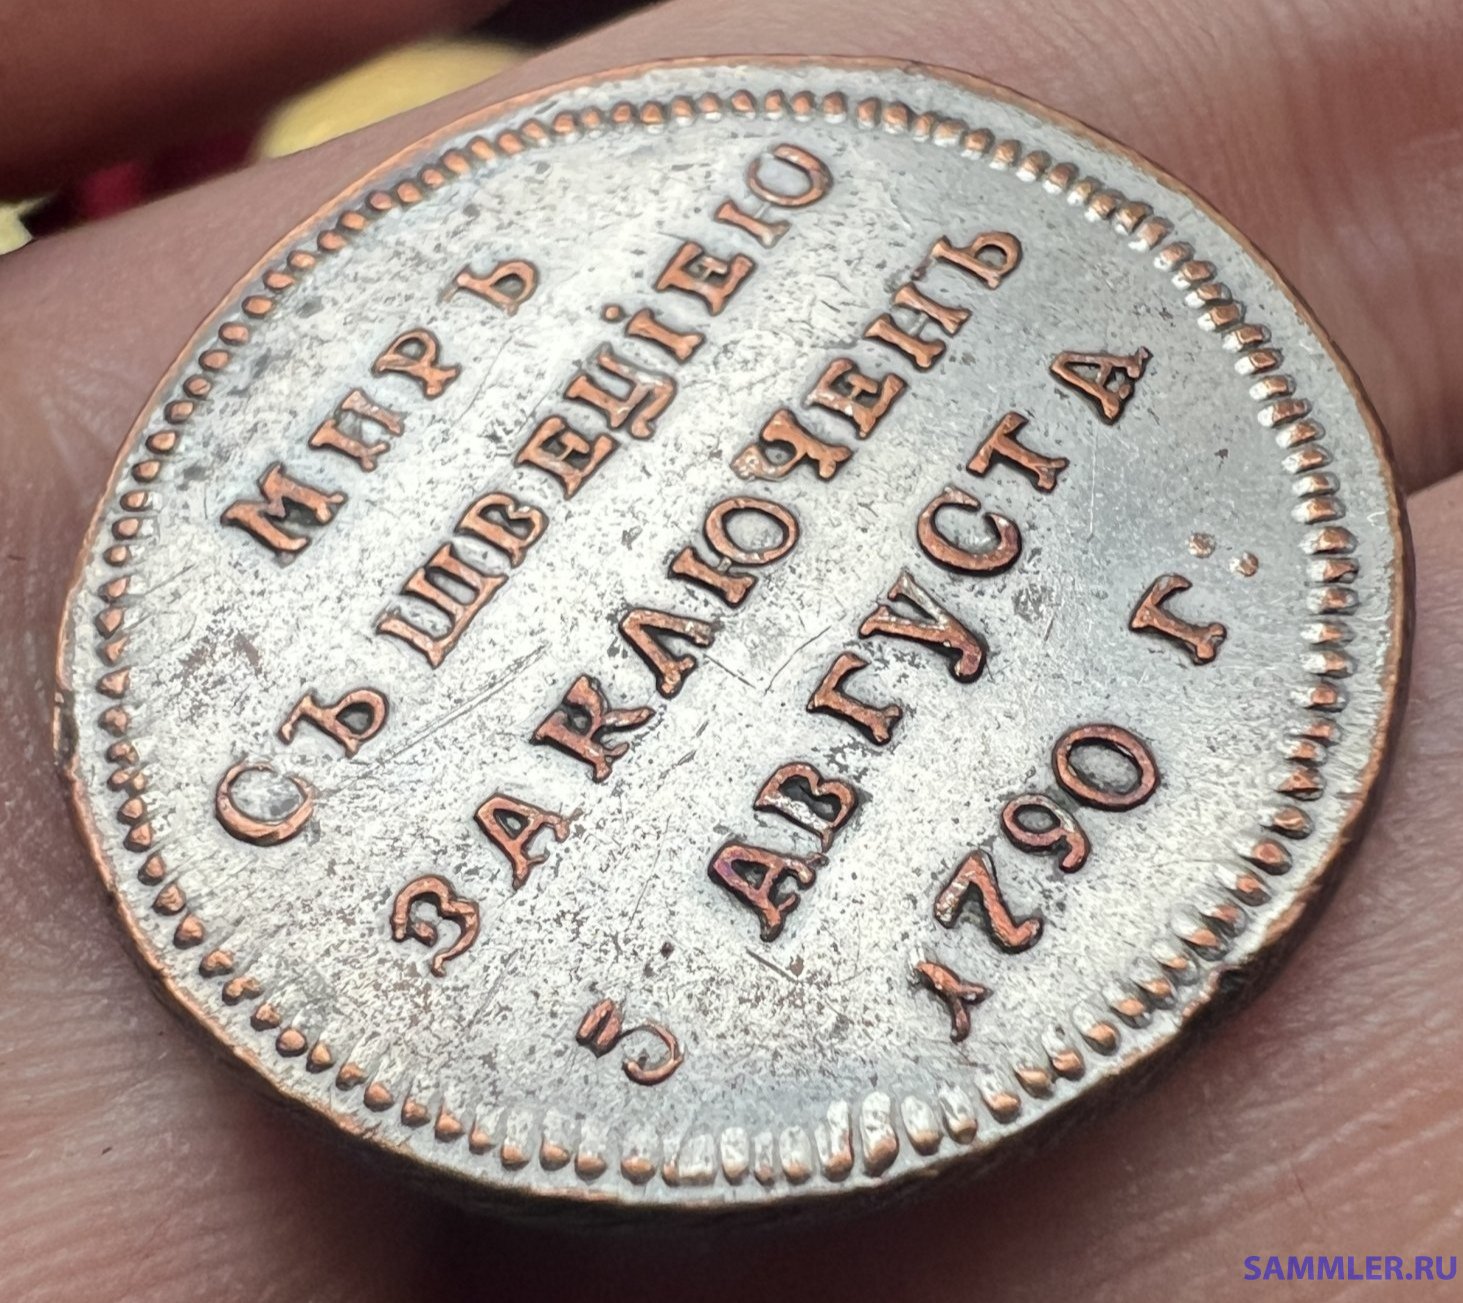 МИРЪ
СЪ ШВЕЦІЕЮ
ЗАКЛЮЧЕНЪ
3 АВГУСТА
1790 Г:
SAMMLER.RU